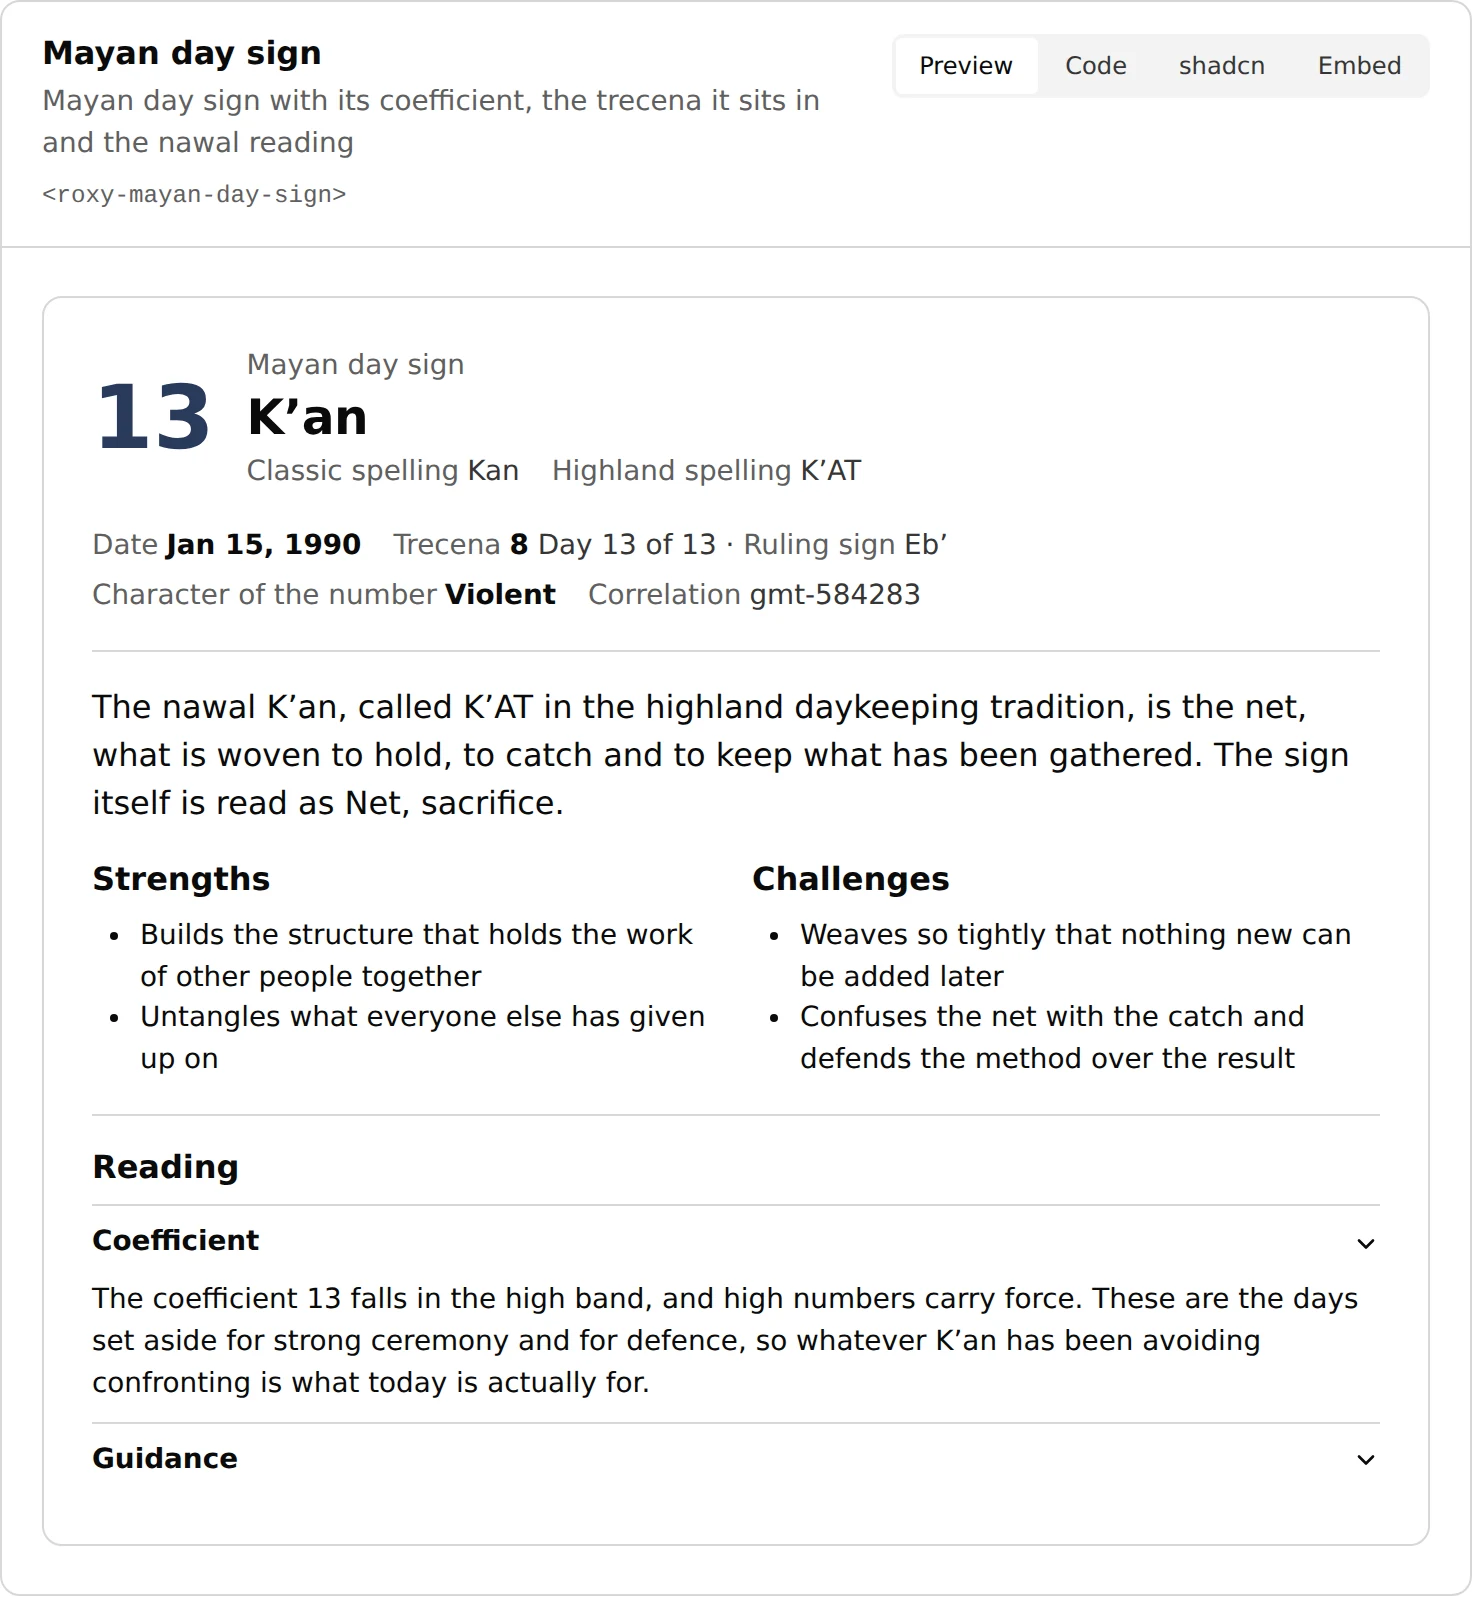 Mayan day sign
Mayan day sign with its coefficient, the trecena it sits in
and the nawal reading
<roxy-mayan-day-sign>
Preview Code shadcn Embed
13
Mayan day sign
K’an
Classic spelling Kan Highland spelling K’AT
Date Jan 15, 1990 Trecena 8 Day 13 of 13 · Ruling sign Eb’
Character of the number Violent Correlation gmt-584283
The nawal K’an, called K’AT in the highland daykeeping tradition, is the net,
what is woven to hold, to catch and to keep what has been gathered. The sign
itself is read as Net, sacrifice.
Strengths
Builds the structure that holds the work
of other people together
Untangles what everyone else has given
up on
Challenges
Weaves so tightly that nothing new can
be added later
Confuses the net with the catch and
defends the method over the result
Reading
Coefficient
The coefficient 13 falls in the high band, and high numbers carry force. These are the days
set aside for strong ceremony and for defence, so whatever K’an has been avoiding
confronting is what today is actually for.
Guidance